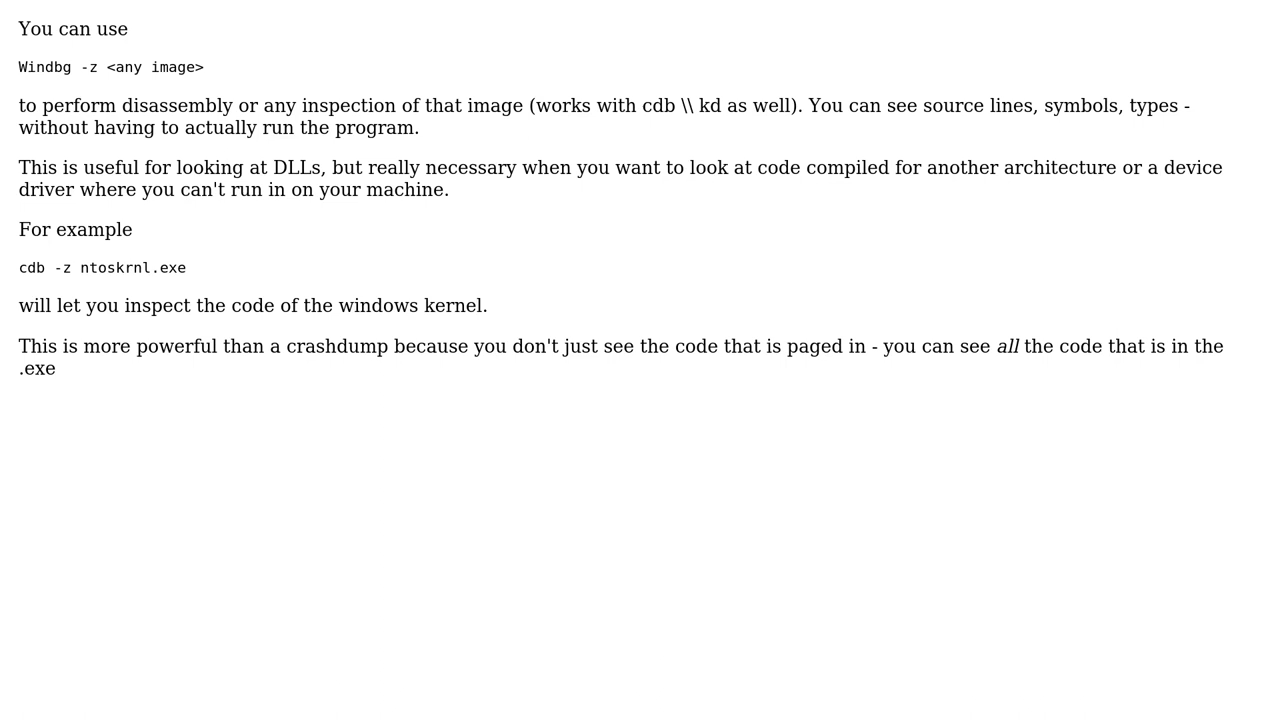 You can use
Windbg -z <any image>
to perform disassembly or any inspection of that image (works with cdb \\ kd as well). You can see source lines, symbols, types -
without having to actually run the program.
This is useful for looking at DLLs, but really necessary when you want to look at code compiled for another architecture or a device
driver where you can't run in on your machine.
For example
cdb -z ntoskrnl.exe
will let you inspect the code of the windows kernel.
This is more powerful than a crashdump because you don't just see the code that is paged in - you can see all the code that is in the
.exe